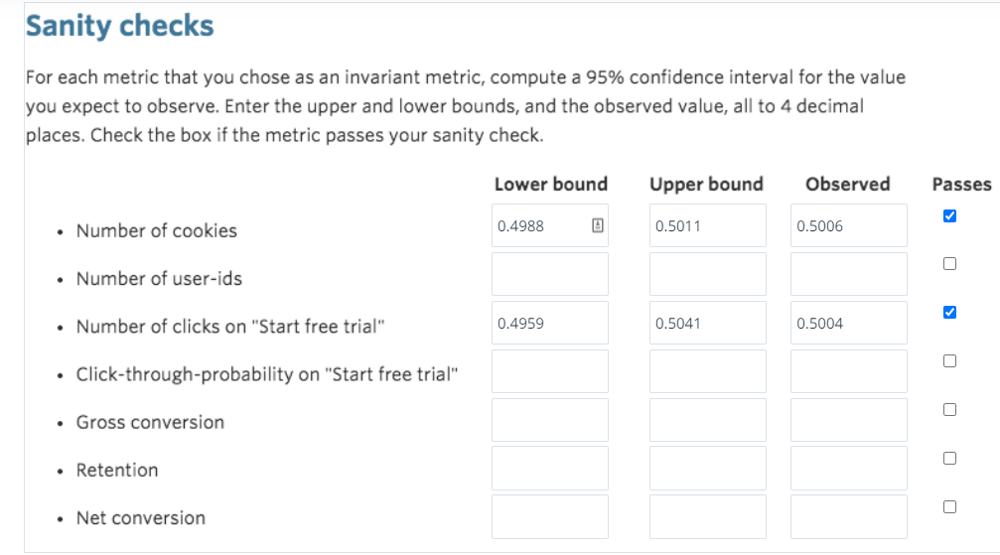 Sanity checks
For each metric that you chose as an invariant metric, compute a 95% confidence interval for the value
you expect to observe. Enter the upper and lower bounds, and the observed value, all to 4 decimal
places. Check the box if the metric passes your sanity check.
Lower bound Upper bound Observed Passes
• Number of cookies 0.4988 0.5011 0.5006
• Number of user-ids
• Number of clicks on "Start free trial" 0.4959 0.5041 0.5004
• Click-through-probability on "Start free trial"
• Gross conversion
• Retention
• Net conversion